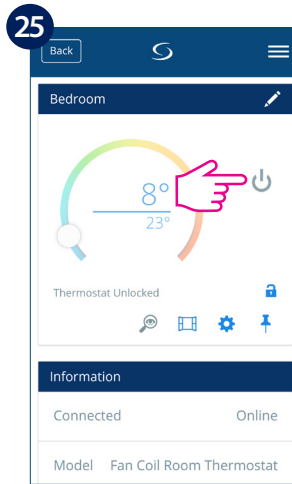 25
Back
Bedroom
8°
23°
Thermostat Unlocked
Information
Connected Online
Model Fan Coil Room Thermostat